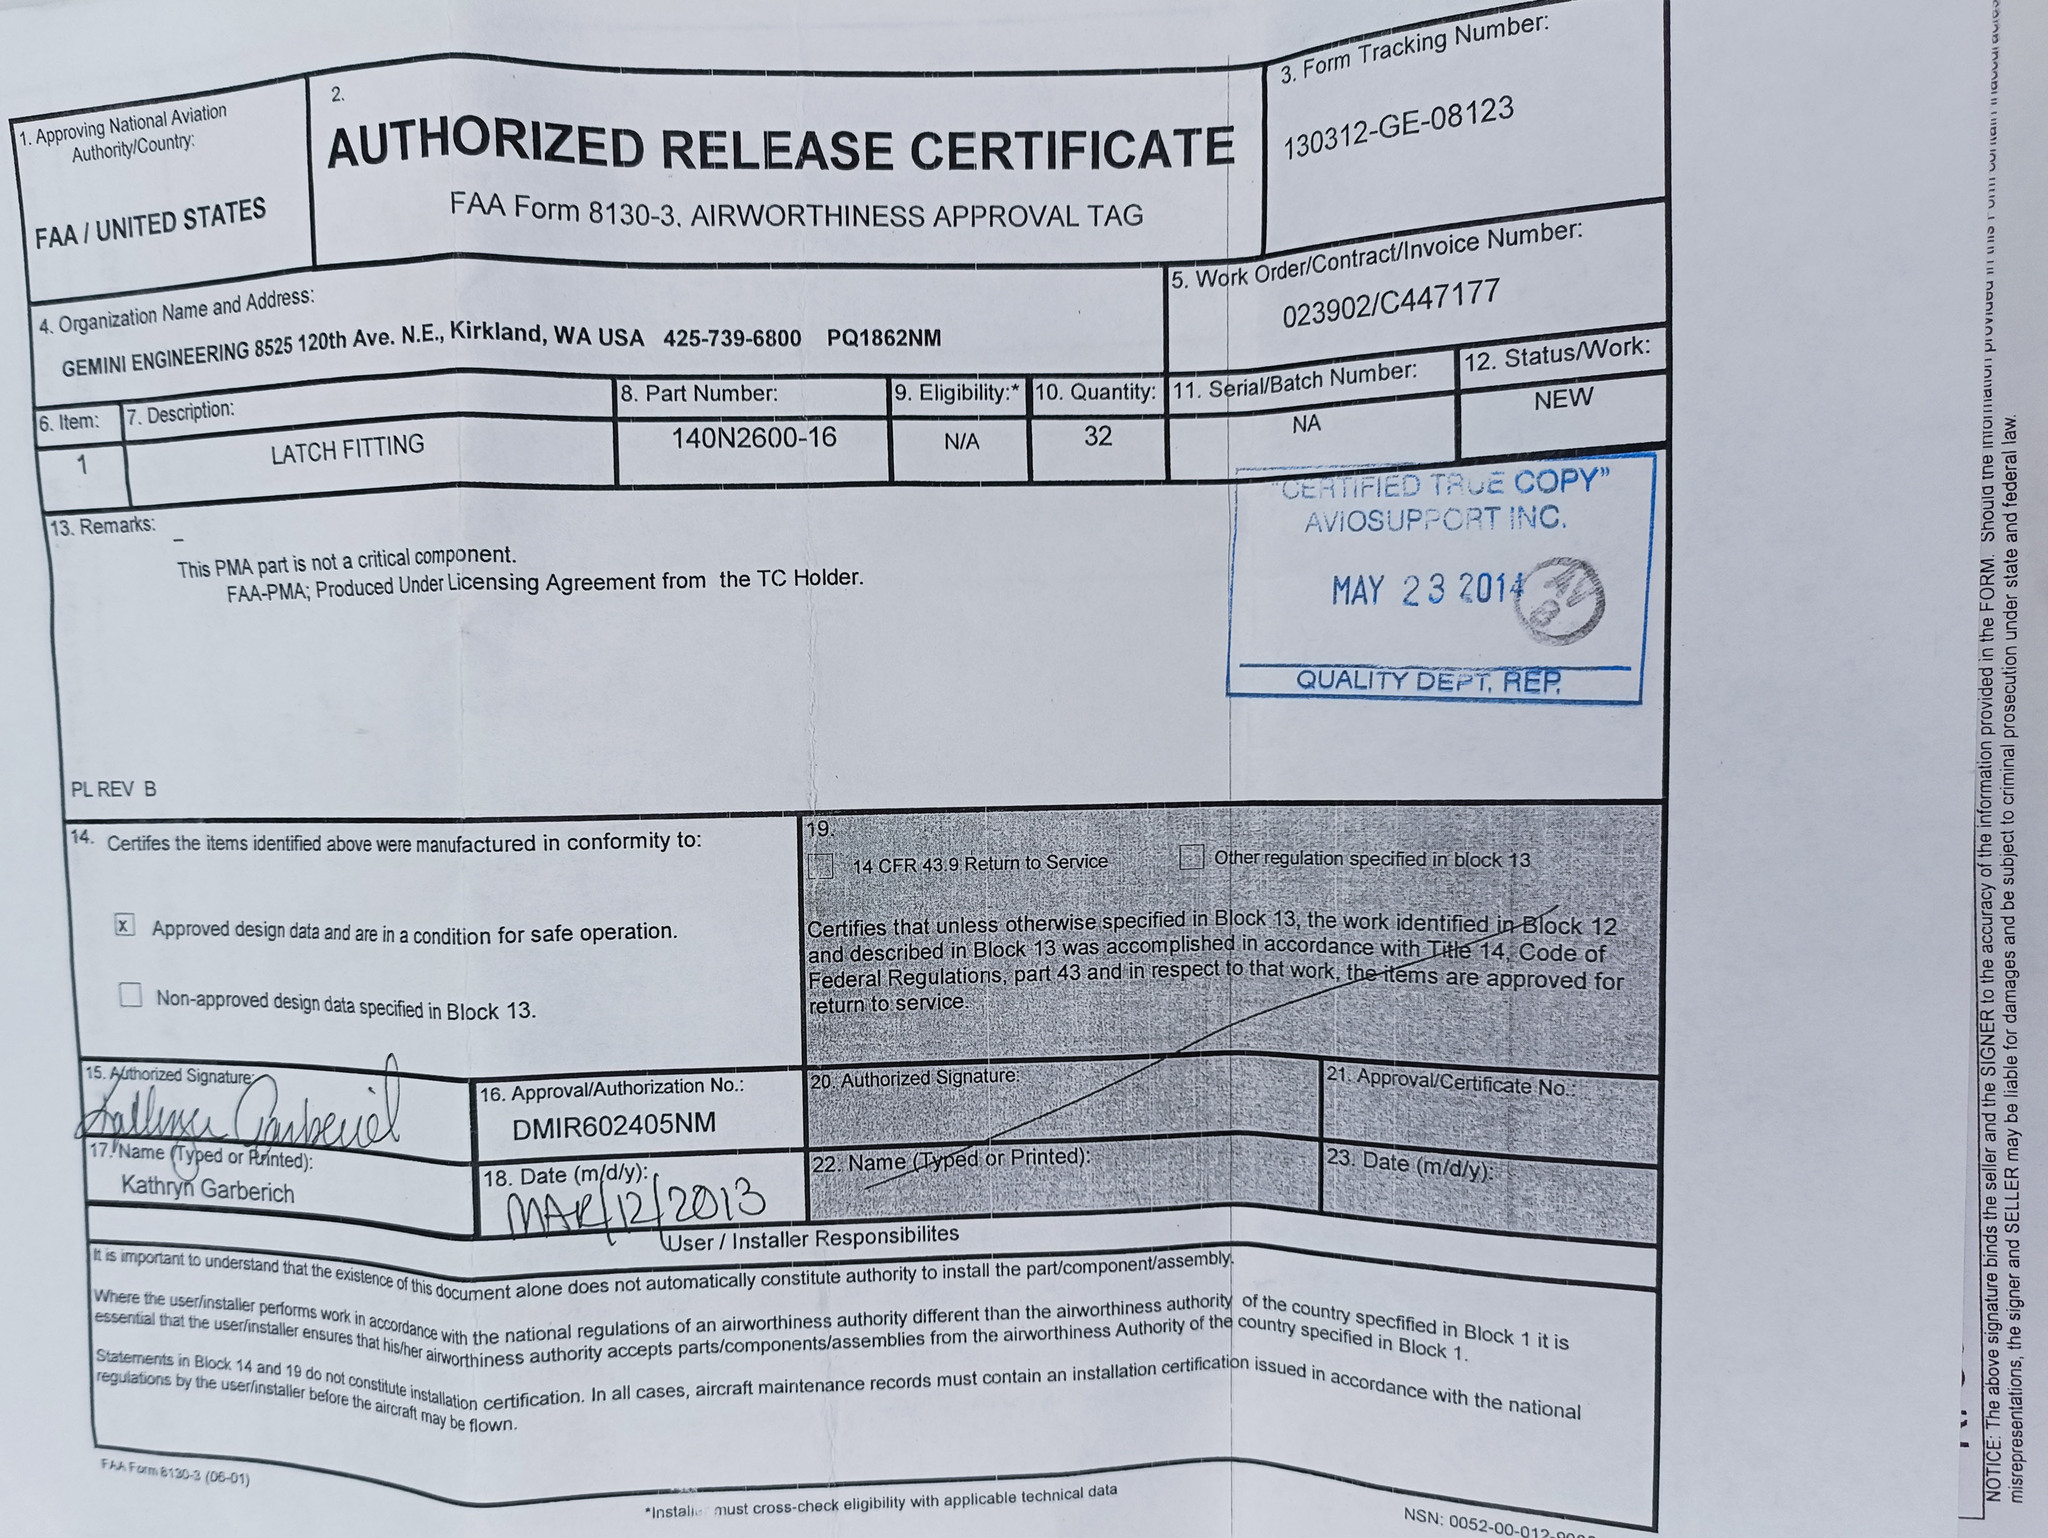 1. Approving National Aviation
Authority/Country:
FAA / UNITED STATES
2.
AUTHORIZED RELEASE CERTIFICATE
FAA Form 8130-3, AIRWORTHINESS APPROVAL TAG
3. Form Tracking Number:
130312-GE-08123
4. Organization Name and Address:
GEMINI ENGINEERING 8525 120th Ave. N.E., Kirkland, WA USA 425-739-6800 PQ1862NM
5. Work Order/Contract/Invoice Number:
023902/C447177
6. Item:
7. Description:
8. Part Number:
9. Eligibility:*
10. Quantity:
11. Serial/Batch Number:
12. Status/Work:
1
LATCH FITTING
140N2600-16
N/A
32
NA
NEW
13. Remarks:
This PMA part is not a critical component.
FAA-PMA; Produced Under Licensing Agreement from the TC Holder.
PL REV B
"CERTIFIED TRUE COPY"
AVIOSUPPORT INC.
MAY 23 2014
AV
QUALITY DEPT. REP.
14. Certifes the items identified above were manufactured in conformity to:
x Approved design data and are in a condition for safe operation.
Non-approved design data specified in Block 13.
19.
14 CFR 43.9 Return to Service
Other regulation specified in block 13
Certifies that unless otherwise specified in Block 13, the work identified in Block 12
and described in Block 13 was accomplished in accordance with Title 14, Code of
Federal Regulations, part 43 and in respect to that work, the items are approved for
return to service.
15. Authorized Signature:
Kathryn Garberich
16. Approval/Authorization No.:
DMIR602405NM
20. Authorized Signature:
21. Approval/Certificate No.:
17. Name (Typed or Printed):
Kathryn Garberich
18. Date (m/d/y):
MAR/12/2013
22. Name (Typed or Printed):
23. Date (m/d/y):
User / Installer Responsibilites
It is important to understand that the existence of this document alone does not automatically constitute authority to install the part/component/assembly.
Where the user/installer performs work in accordance with the national regulations of an airworthiness authority different than the airworthiness authority of the country specfified in Block 1 it is
essential that the user/installer ensures that his/her airworthiness authority accepts parts/components/assemblies from the airworthiness Authority of the country specified in Block 1.
Statements in Block 14 and 19 do not constitute installation certification. In all cases, aircraft maintenance records must contain an installation certification issued in accordance with the national
regulations by the user/installer before the aircraft may be flown.
FAA Form 8130-3 (06-01)
must cross-check eligibility with applicable technical data
NSN: 0052-00-012
NOTICE: The above signature binds the seller and the SIGNER to the accuracy of the information provided in the FORM. Should the information provided in this Form contain
misrepresentations, the signer and SELLER may be liable for damages and be subject to criminal prosecution under state and federal law.